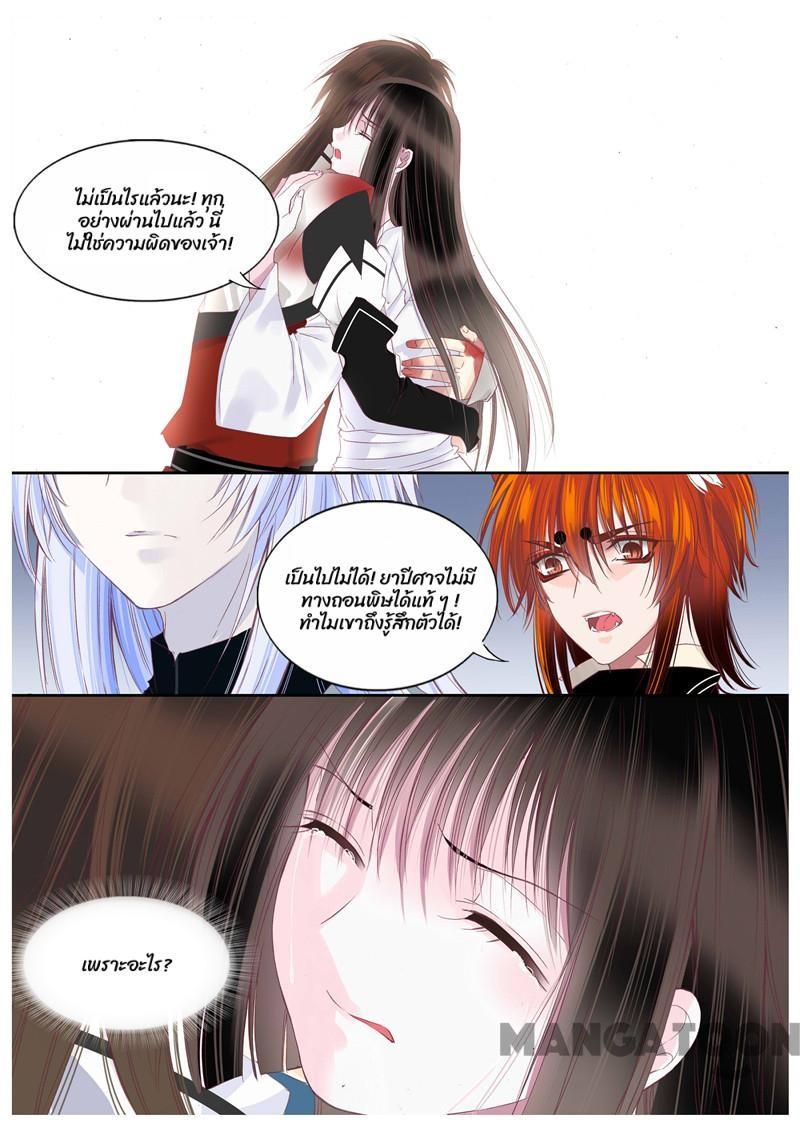 ไม่เป็นไรแล้วนะ! ทุก
อย่างผ่านไปแล้ว นี่
ไม่ใช่ความผิดของเจ้า!
เป็นไปไม่ได้! ยาปีศาจไม่มี
ทางถอนพิษได้แท้ ๆ !
ทำไมเขาถึงรู้สึกตัวได้!
เพราะอะไร?
MANGATOON